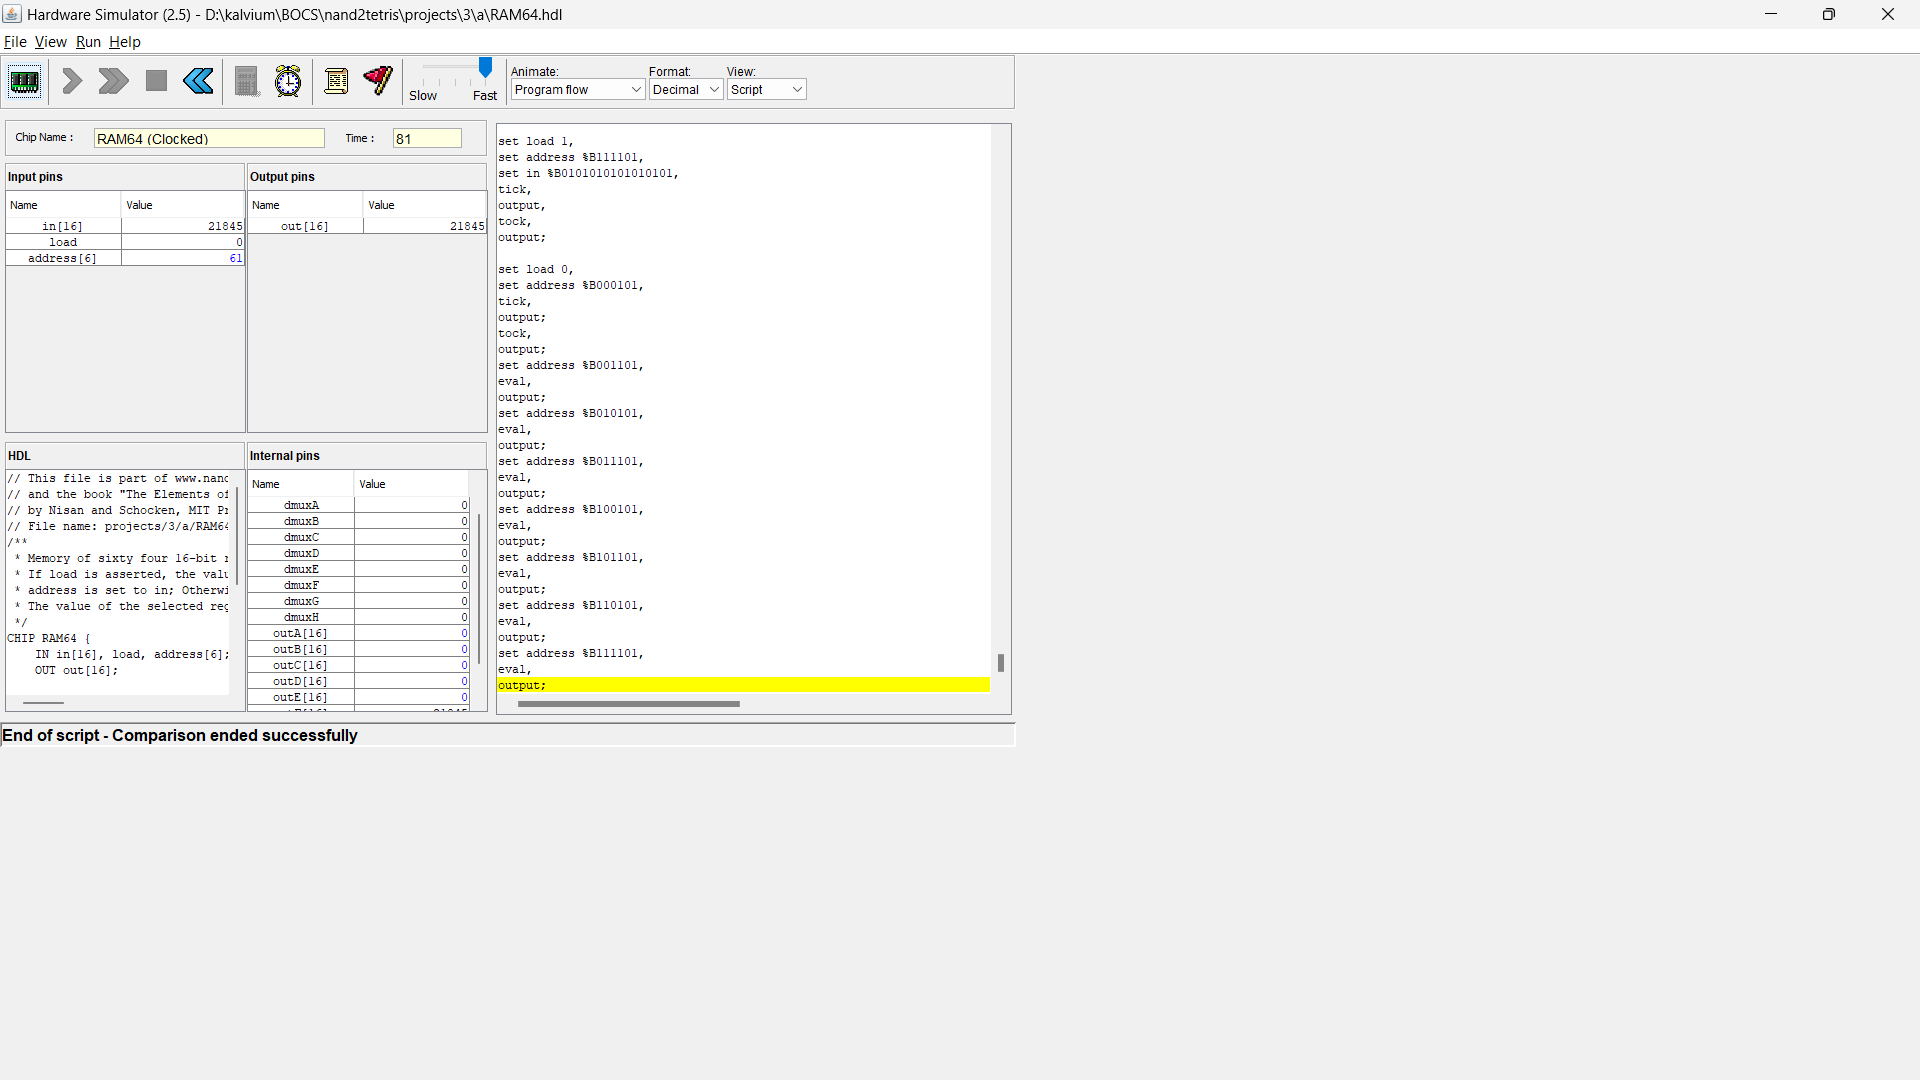 Hardware Simulator (2.5) - D:\kalvium\BOCS\nand2tetris\projects\3\a\RAM64.hdl
File View Run Help
Slow Fast
Animate:
Program flow
Format:
Decimal
View:
Script
Chip Name :
RAM64 (Clocked)
Time :
81
Input pins
Name Value
in[16] 21845
load 0
address[6] 61
Output pins
Name Value
out[16] 21845
HDL
// This file is part of www.nand
// and the book "The Elements of
// by Nisan and Schocken, MIT Pr
// File name: projects/3/a/RAM64
/**
* Memory of sixty four 16-bit r
* If load is asserted, the valu
* address is set to in; Otherwi
* The value of the selected reg
*/
CHIP RAM64 {
IN in[16], load, address[6];
OUT out[16];
Internal pins
Name Value
dmuxA 0
dmuxB 0
dmuxC 0
dmuxD 0
dmuxE 0
dmuxF 0
dmuxG 0
dmuxH 0
outA[16] 0
outB[16] 0
outC[16] 0
outD[16] 0
outE[16] 0
set load 1,
set address %B111101,
set in %B0101010101010101,
tick,
output,
tock,
output;
set load 0,
set address %B000101,
tick,
output;
tock,
output;
set address %B001101,
eval,
output;
set address %B010101,
eval,
output;
set address %B011101,
eval,
output;
set address %B100101,
eval,
output;
set address %B101101,
eval,
output;
set address %B110101,
eval,
output;
set address %B111101,
eval,
output;
End of script - Comparison ended successfully